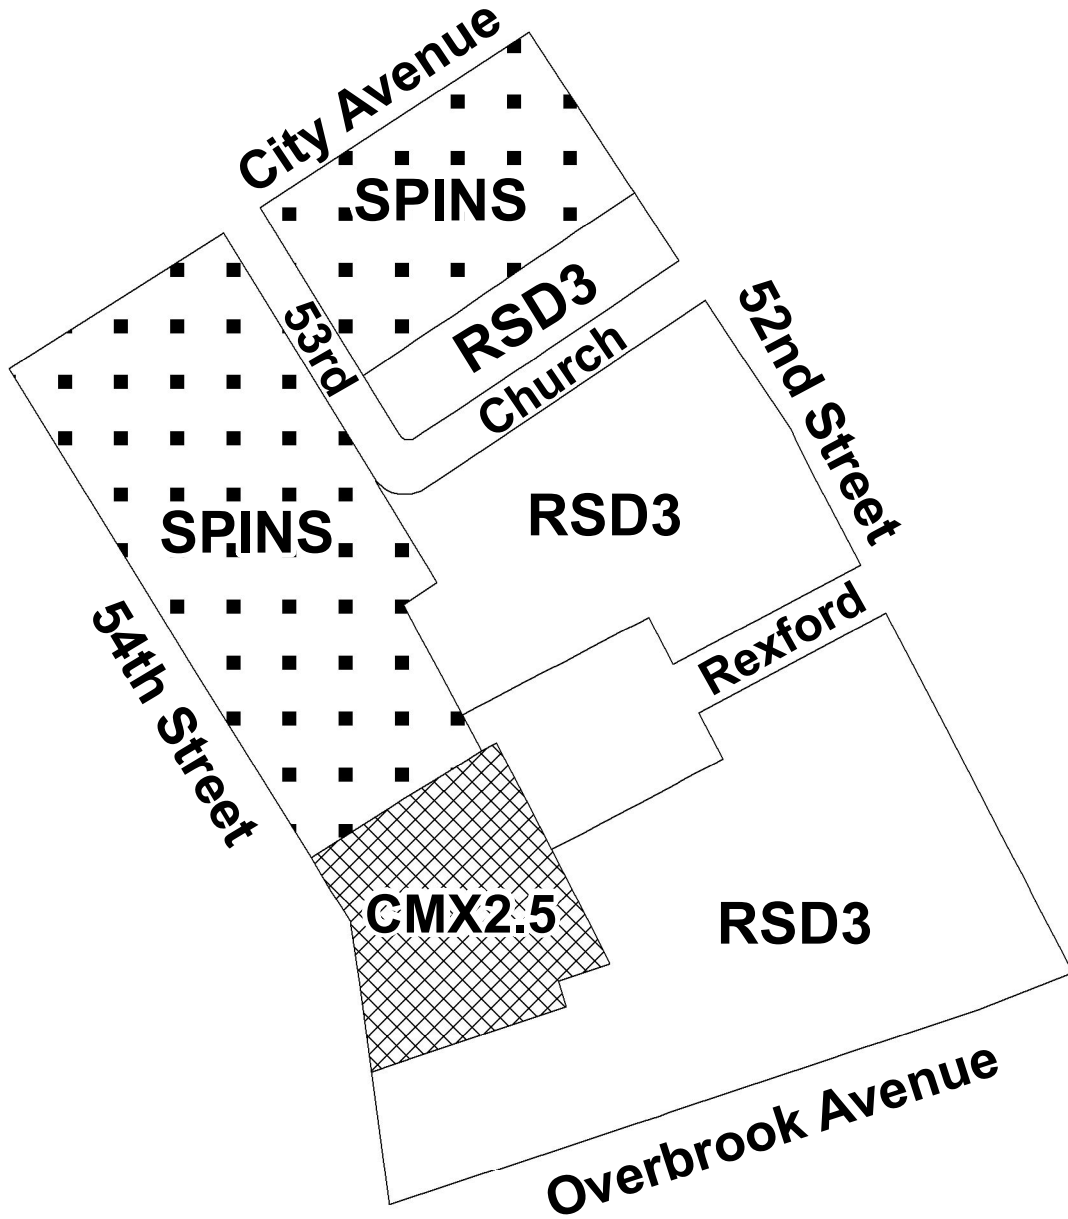 City Avenue
SPINS
RSD3
53rd
Church
52nd Street
RSD3
SPINS
54th Street
Rexford
CMX2.5
RSD3
Overbrook Avenue